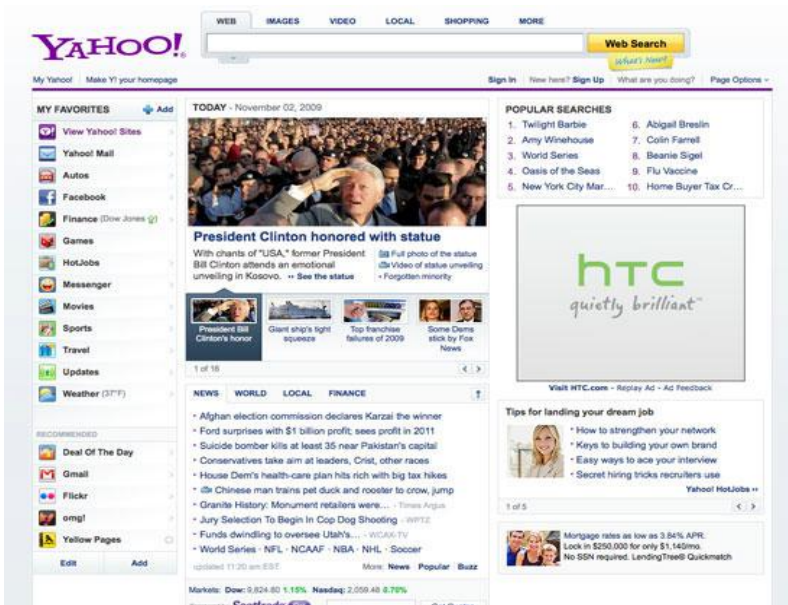 WEB IMAGES VIDEO LOCAL SHOPPING MORE
YAHOO!
Web Search
What's New?
My Yahoo! Make Y! your homepage
Sign In New here? Sign Up What are you doing? Page Options
MY FAVORITES Add
View Yahoo! Sites
Yahoo! Mail
Autos
Facebook
Finance (Dow Jones)
Games
HotJobs
Messenger
Movies
Sports
Travel
Updates
Weather (37°F)
RECOMMENDED
Deal Of The Day
Gmail
Flickr
omg!
Yellow Pages
Edit Add
TODAY - November 02, 2009
President Clinton honored with statue
With chants of "USA," former President
Bill Clinton attends an emotional
unveiling in Kosovo. » See the statue
Full photo of the statue
Video of statue unveiling
• Forgotten minority
President Bill
Clinton's honor
Giant ship's tight
squeeze
Top franchise
failures of 2009
Some Dems
stick by Fox
News
1 of 16
NEWS WORLD LOCAL FINANCE
• Afghan election commission declares Karzai the winner
• Ford surprises with $1 billion profit; sees profit in 2011
• Suicide bomber kills at least 35 near Pakistan's capital
• Conservatives take aim at leaders, Crist, other races
• House Dem's health-care plan hits rich with big tax hikes
• Chinese man trains pet duck and rooster to crow, jump
• Granite History: Monument retailers were... - Times Argus
• Jury Selection To Begin In Cop Dog Shooting - WPTZ
• Funds dwindling to oversee Utah's... - WCAX-TV
• World Series • NFL • NCAAF • NBA • NHL • Soccer
updated 11:20 am EST More: News Popular Buzz
Markets: Dow: 9,824.80 1.15% Nasdaq: 2,059.48 0.70%
Scottrade
POPULAR SEARCHES
1. Twilight Barbie
2. Amy Winehouse
3. World Series
4. Oasis of the Seas
5. New York City Mar...
6. Abigail Breslin
7. Colin Farrell
8. Beanie Sigel
9. Flu Vaccine
10. Home Buyer Tax Cr...
hTC
quietly brilliant™
Visit HTC.com - Replay Ad - Ad Feedback
Tips for landing your dream job
• How to strengthen your network
• Keys to building your own brand
• Easy ways to ace your interview
• Secret hiring tricks recruiters use
Yahoo! HotJobs »
1 of 5
Mortgage rates as low as 3.84% APR.
Lock in $250,000 for only $1,140/mo.
No SSN required. LendingTree® Quickmatch